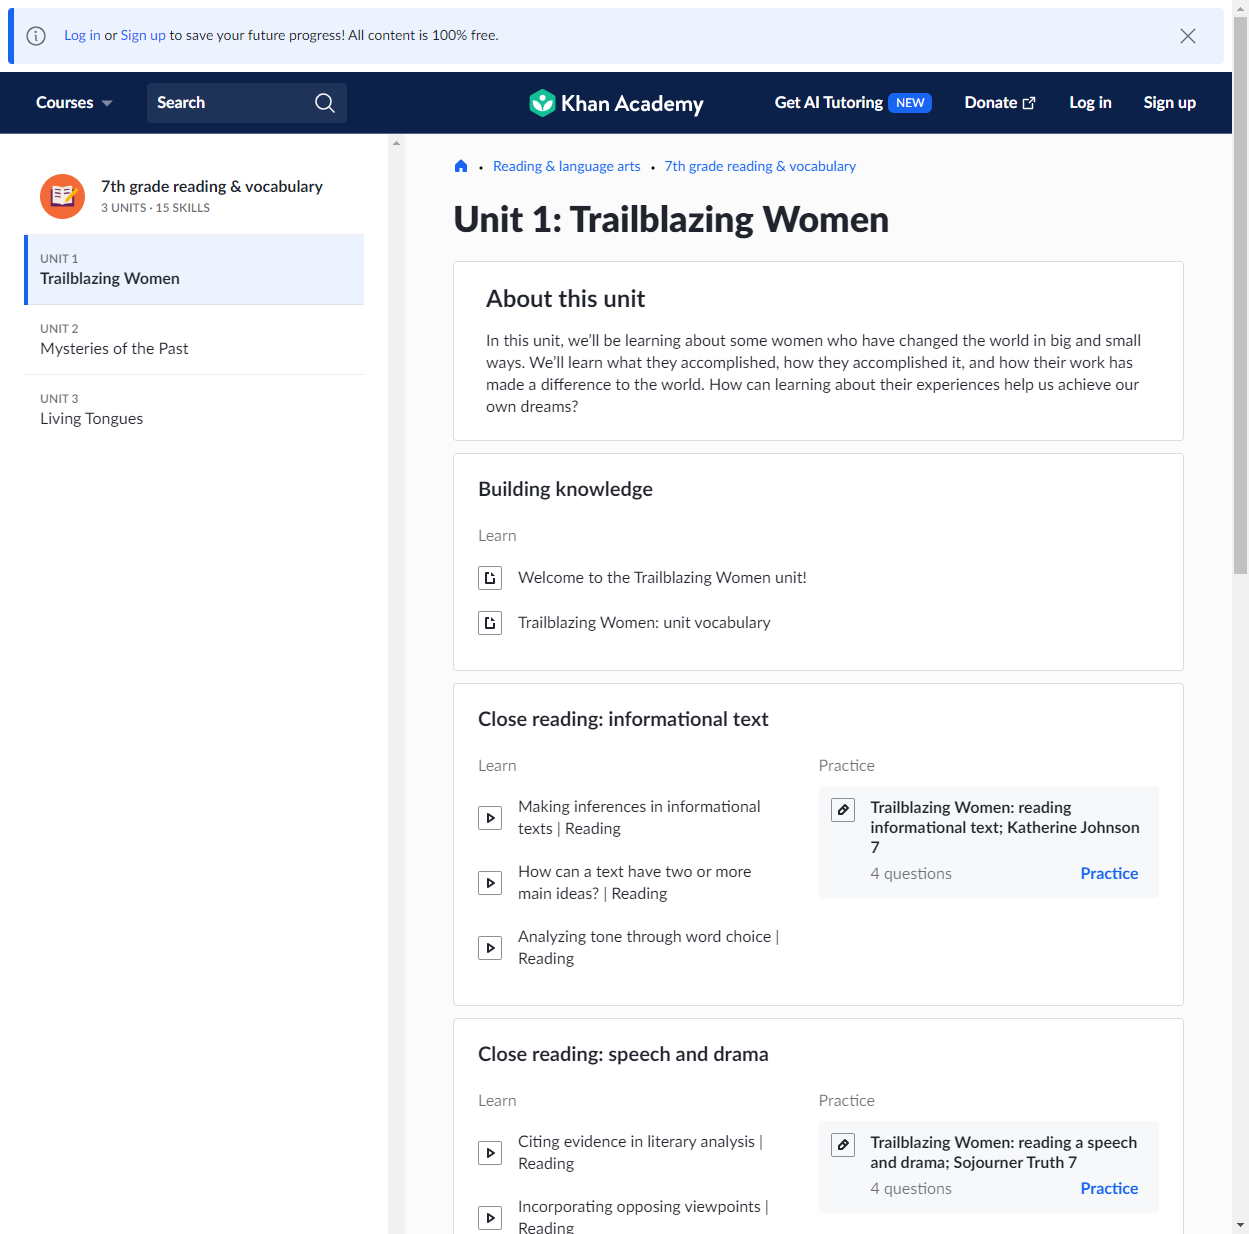 Log in or Sign up to save your future progress! All content is 100% free.
Courses
Search
Khan Academy
Get AI Tutoring NEW
Donate
Log in
Sign up
7th grade reading & vocabulary
3 UNITS · 15 SKILLS
UNIT 1
Trailblazing Women
UNIT 2
Mysteries of the Past
UNIT 3
Living Tongues
• Reading & language arts • 7th grade reading & vocabulary
Unit 1: Trailblazing Women
About this unit
In this unit, we’ll be learning about some women who have changed the world in big and small
ways. We’ll learn what they accomplished, how they accomplished it, and how their work has
made a difference to the world. How can learning about their experiences help us achieve our
own dreams?
Building knowledge
Learn
Welcome to the Trailblazing Women unit!
Trailblazing Women: unit vocabulary
Close reading: informational text
Learn
Making inferences in informational
texts | Reading
How can a text have two or more
main ideas? | Reading
Analyzing tone through word choice |
Reading
Practice
Trailblazing Women: reading
informational text; Katherine Johnson
7
4 questions
Practice
Close reading: speech and drama
Learn
Citing evidence in literary analysis |
Reading
Incorporating opposing viewpoints |
Reading
Practice
Trailblazing Women: reading a speech
and drama; Sojourner Truth 7
4 questions
Practice